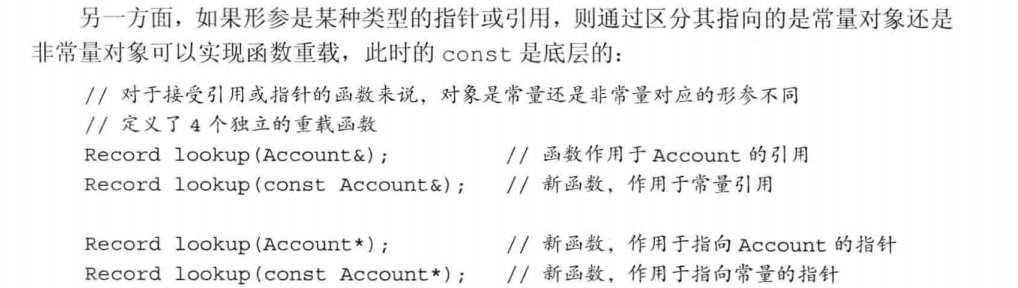 另一方面，如果形参是某种类型的指针或引用，则通过区分其指向的是常量对象还是
非常量对象可以实现函数重载，此时的 const 是底层的：
// 对于接受引用或指针的函数来说，对象是常量还是非常量对应的形参不同
// 定义了 4 个独立的重载函数
Record lookup(Account&); // 函数作用于 Account 的引用
Record lookup(const Account&); // 新函数，作用于常量引用
Record lookup(Account*); // 新函数，作用于指向 Account 的指针
Record lookup(const Account*); // 新函数，作用于指向常量的指针